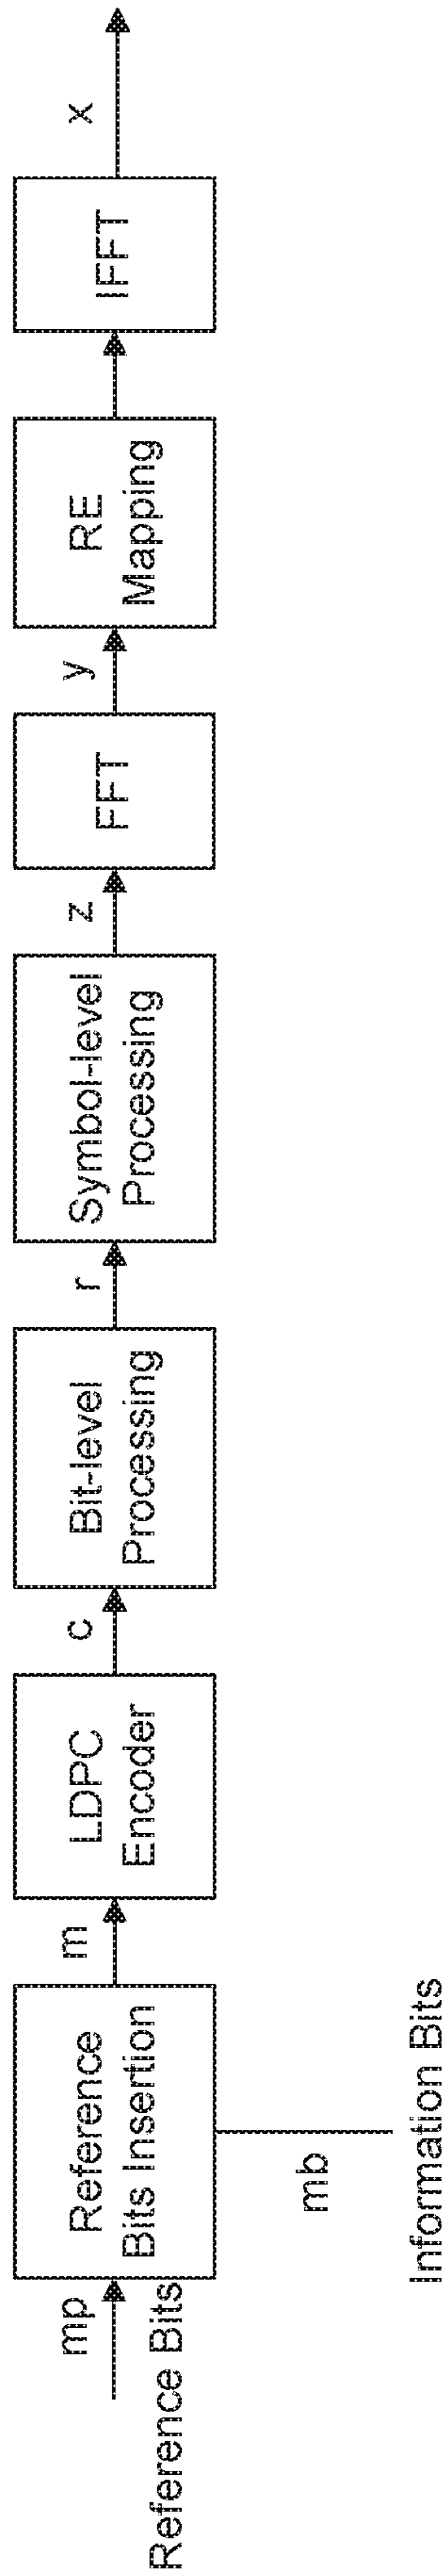 mp
Reference Bits
Reference
Bits Insertion
mb
Information Bits
m
LDPC
Encoder
c
Bit-level
Processing
r
Symbol-level
Processing
z
FFT
y
RE
Mapping
IFFT
x